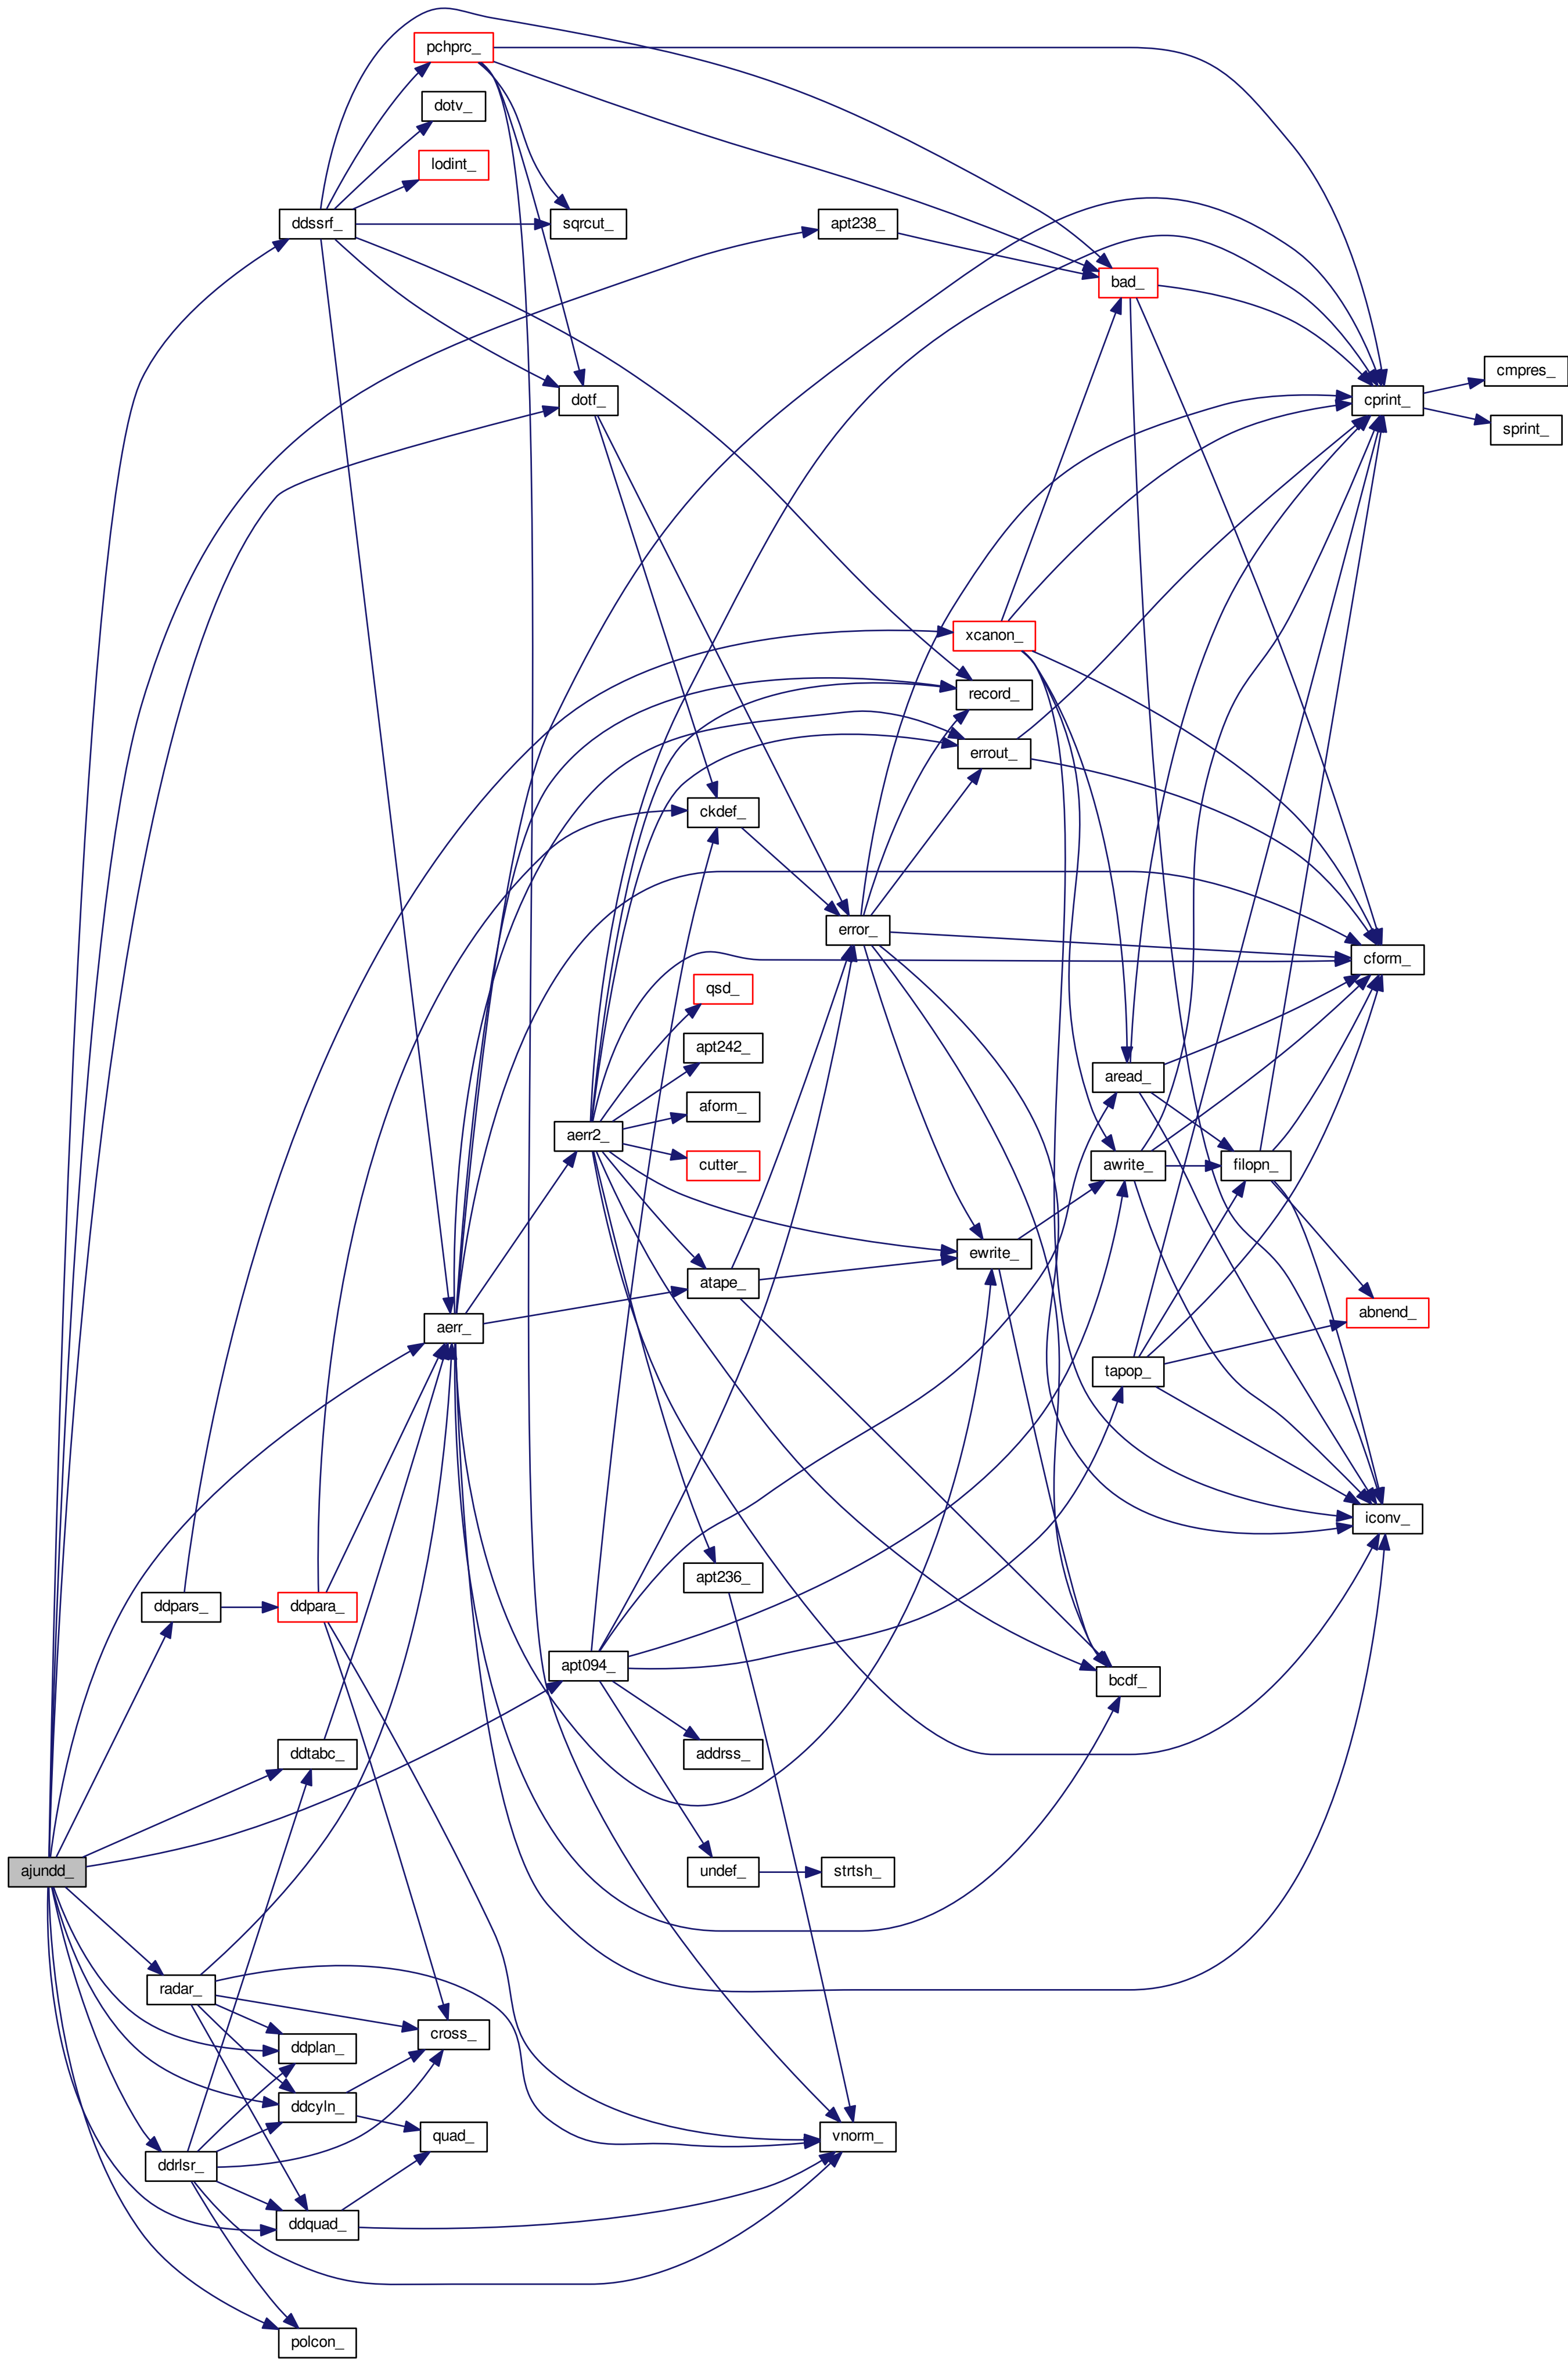 pchprc_
dotv_
lodint_
ddssrf_
sqrcut_
apt238_
bad_
cmpres_
dotf_
cprint_
sprint_
xcanon_
record_
errout_
ckdef_
error_
cform_
qsd_
apt242_
aread_
aform_
aerr2_
cutter_
awrite_
filopn_
ewrite_
atape_
abnend_
aerr_
tapop_
iconv_
apt236_
ddpars_
ddpara_
apt094_
bcdf_
ddtabc_
addrss_
ajundd_
undef_
strtsh_
radar_
cross_
ddplan_
ddcyln_
quad_
vnorm_
ddrlsr_
ddquad_
polcon_